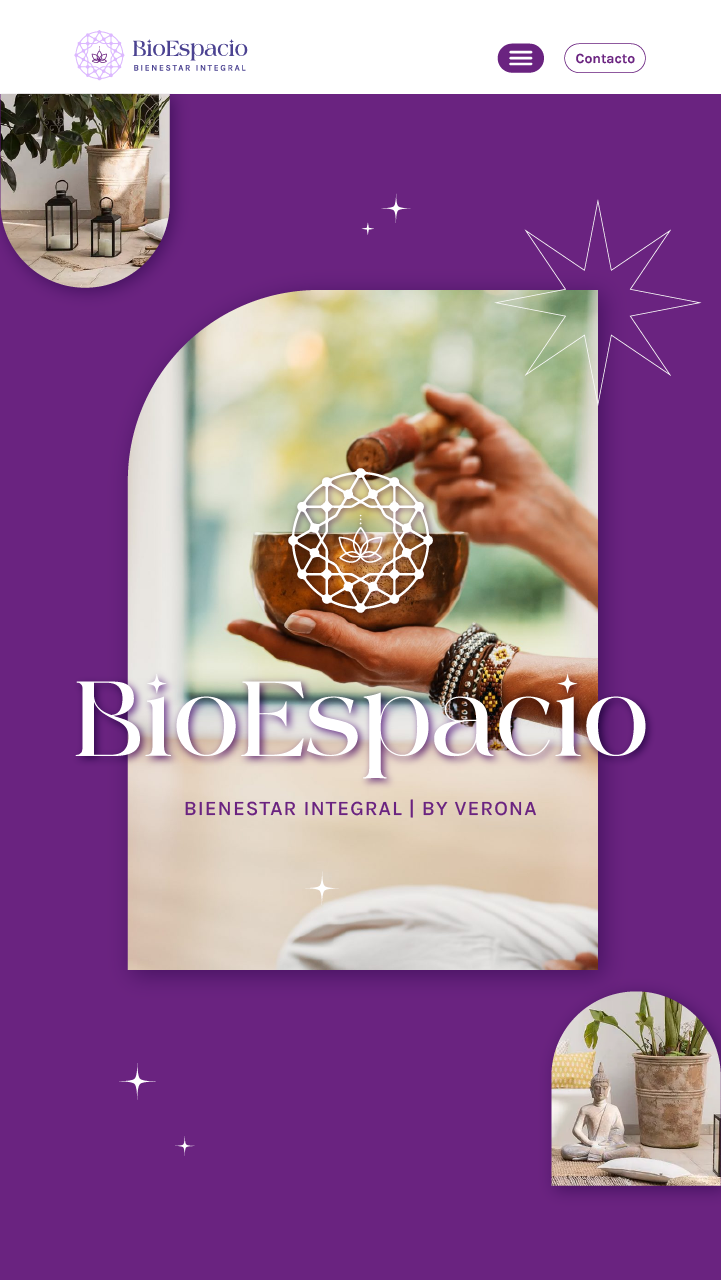 BioEspacio
BIENESTAR INTEGRAL
Contacto
BioEspacio
BIENESTAR INTEGRAL | BY VERONA